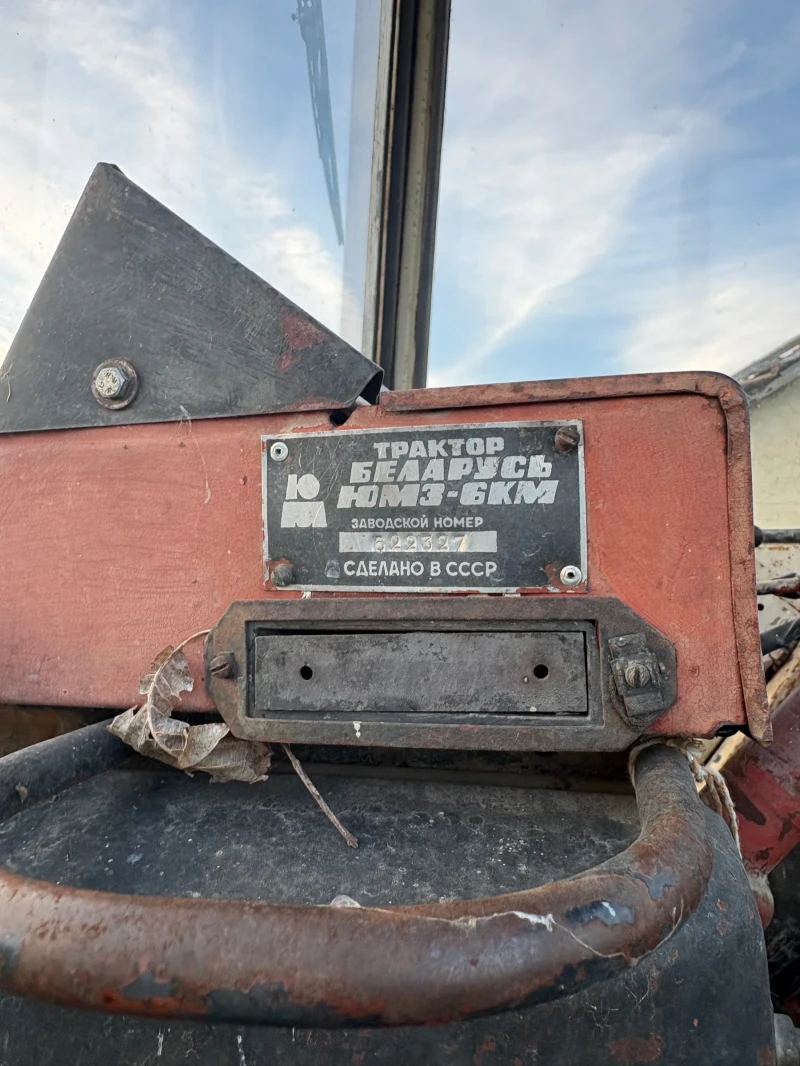 ТРАКТОР
БЕЛАРУСЬ
ЮМЗ-6КМ
ЮМ
ЗАВОДСКОЙ НОМЕР
622327
СДЕЛАНО В СССР